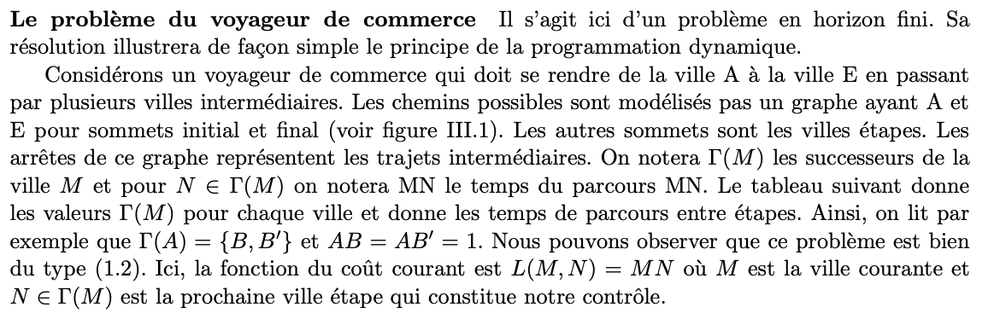 Le problème du voyageur de commerce Il s'agit ici d'un problème en horizon fini. Sa
résolution illustrera de façon simple le principe de la programmation dynamique.
Considérons un voyageur de commerce qui doit se rendre de la ville A à la ville E en passant
par plusieurs villes intermédiaires. Les chemins possibles sont modélisés pas un graphe ayant A et
E pour sommets initial et final (voir figure III.1). Les autres sommets sont les villes étapes. Les
arrêtes de ce graphe représentent les trajets intermédiaires. On notera Γ(M) les successeurs de la
ville M et pour N ∈ Γ(M) on notera MN le temps du parcours MN. Le tableau suivant donne
les valeurs Γ(M) pour chaque ville et donne les temps de parcours entre étapes. Ainsi, on lit par
exemple que Γ(A) = {B, B′} et AB = AB′ = 1. Nous pouvons observer que ce problème est bien
du type (1.2). Ici, la fonction du coût courant est L(M, N) = MN où M est la ville courante et
N ∈ Γ(M) est la prochaine ville étape qui constitue notre contrôle.